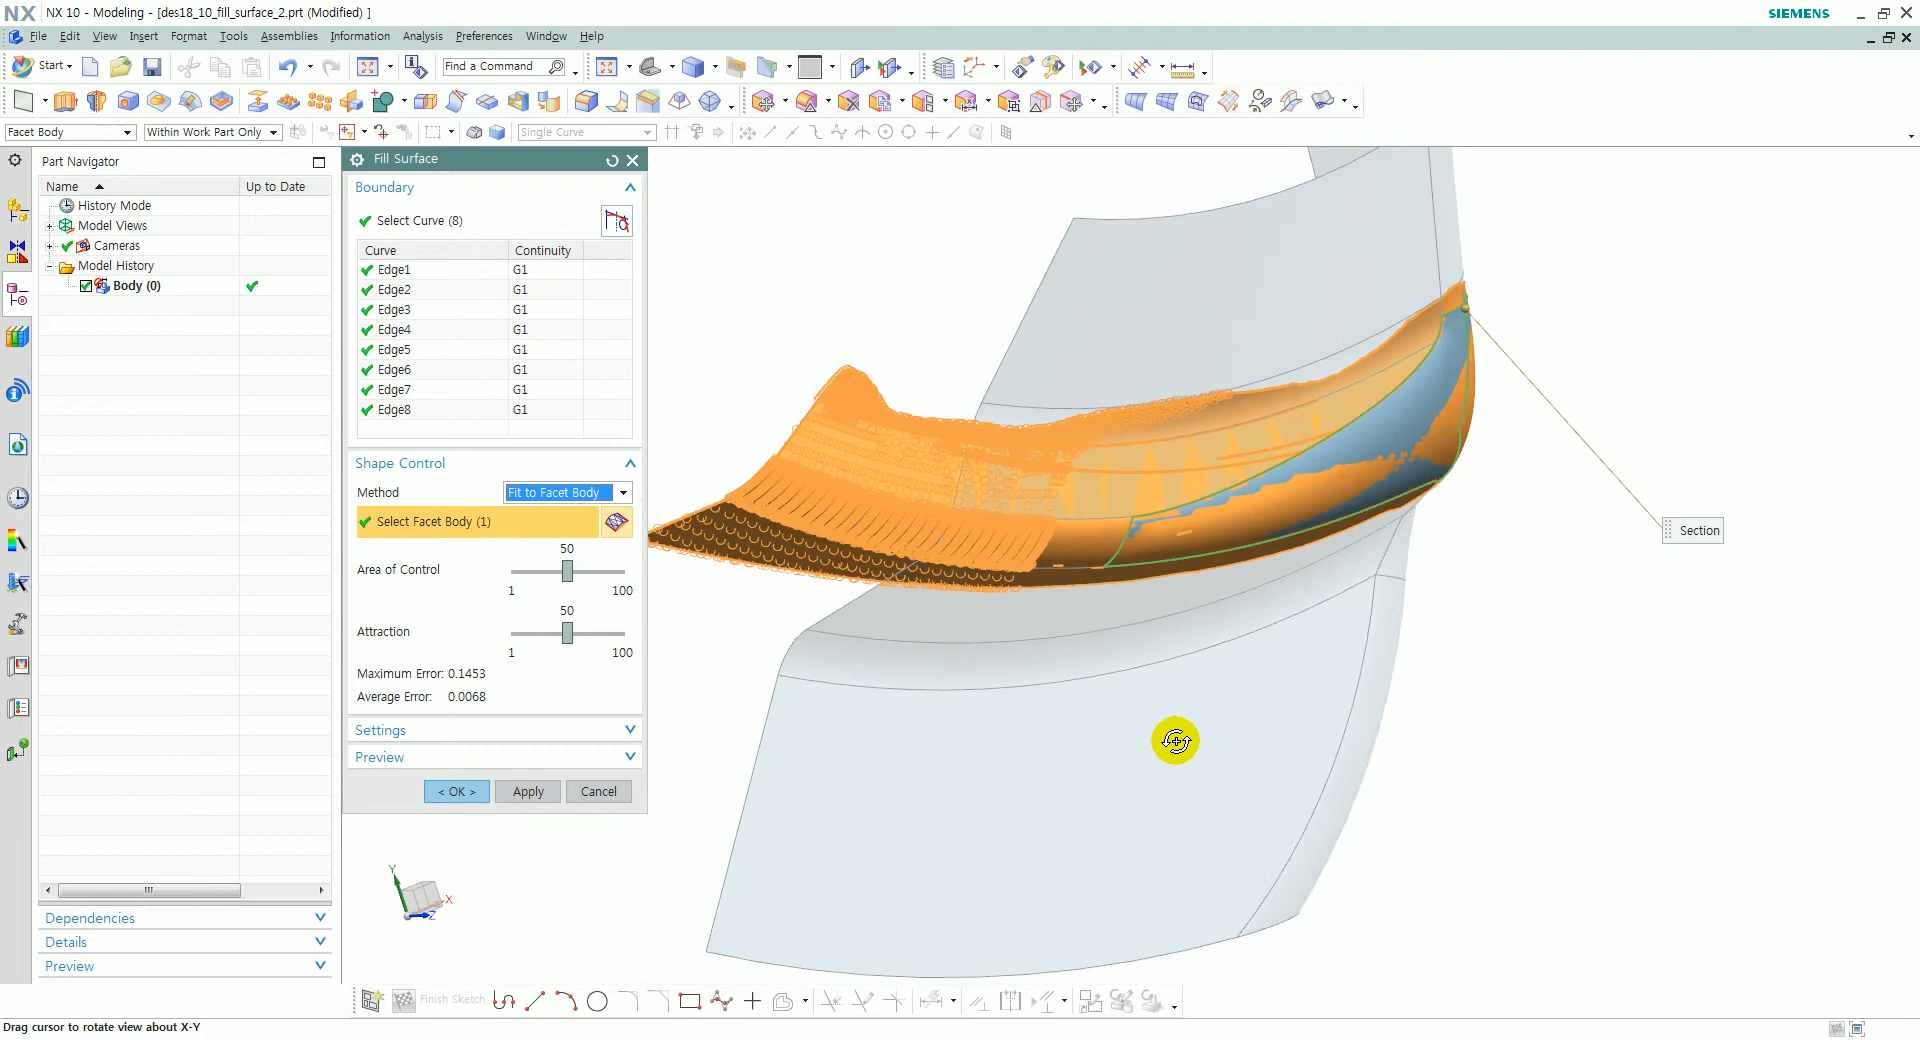 NX NX 10 - Modeling - [des18_10_fill_surface_2.prt (Modified) ] SIEMENS
File Edit View Insert Format Tools Assemblies Information Analysis Preferences Window Help
Start Find a Command
Facet Body Within Work Part Only Single Curve
Part Navigator
Name Up to Date
History Mode
Model Views
Cameras
Model History
Body (0)
Dependencies
Details
Preview
Fill Surface
Boundary
Select Curve (8)
Curve Continuity
Edge1 G1
Edge2 G1
Edge3 G1
Edge4 G1
Edge5 G1
Edge6 G1
Edge7 G1
Edge8 G1
Shape Control
Method Fit to Facet Body
Select Facet Body (1)
50
Area of Control
1 100
50
Attraction
1 100
Maximum Error: 0.1453
Average Error: 0.0068
Settings
Preview
< OK > Apply Cancel
Section
Y
X
Z
Finish Sketch
Drag cursor to rotate view about X-Y